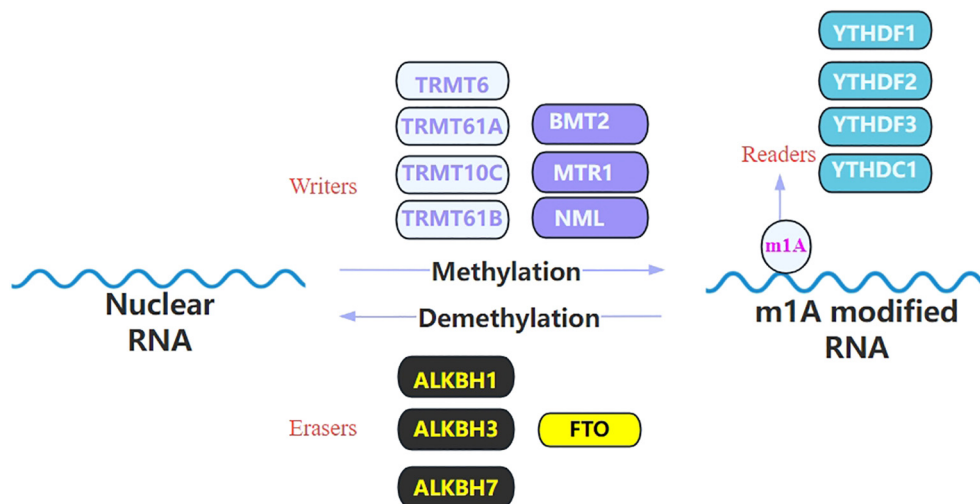 YTHDF1
YTHDF2
YTHDF3
YTHDC1
Readers
TRMT6
TRMT61A
TRMT10C
TRMT61B
BMT2
MTR1
NML
Writers
m1A
Methylation
Demethylation
Nuclear
RNA
m1A modified
RNA
ALKBH1
ALKBH3
ALKBH7
FTO
Erasers